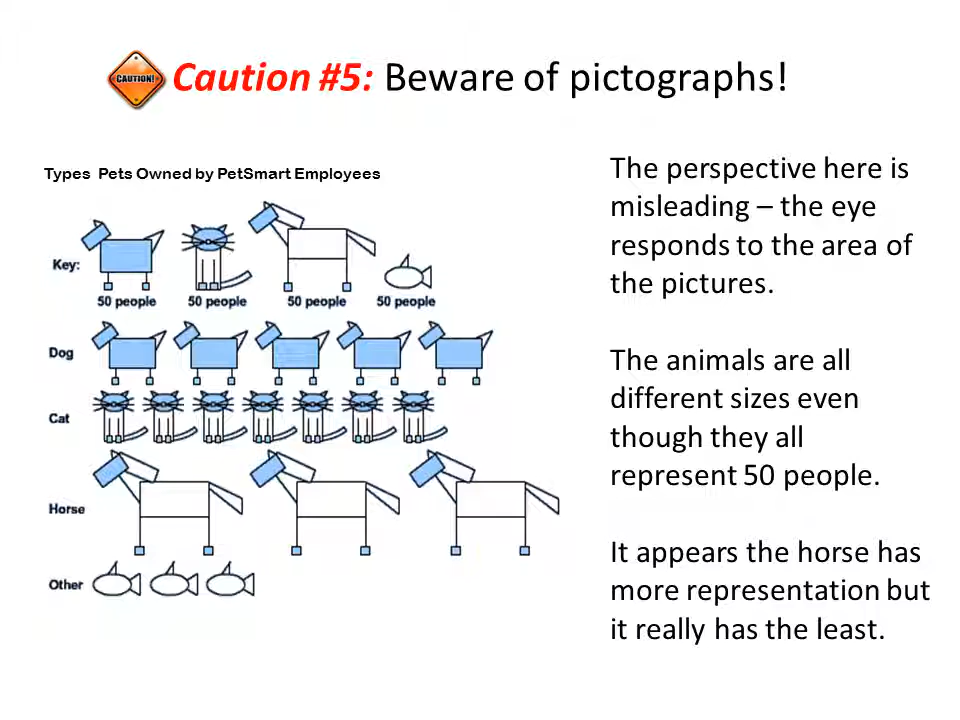 CAUTION!
Caution #5: Beware of pictographs!
Types Pets Owned by PetSmart Employees
Key:
50 people 50 people 50 people 50 people
Dog
Cat
Horse
Other
The perspective here is
misleading – the eye
responds to the area of
the pictures.
The animals are all
different sizes even
though they all
represent 50 people.
It appears the horse has
more representation but
it really has the least.